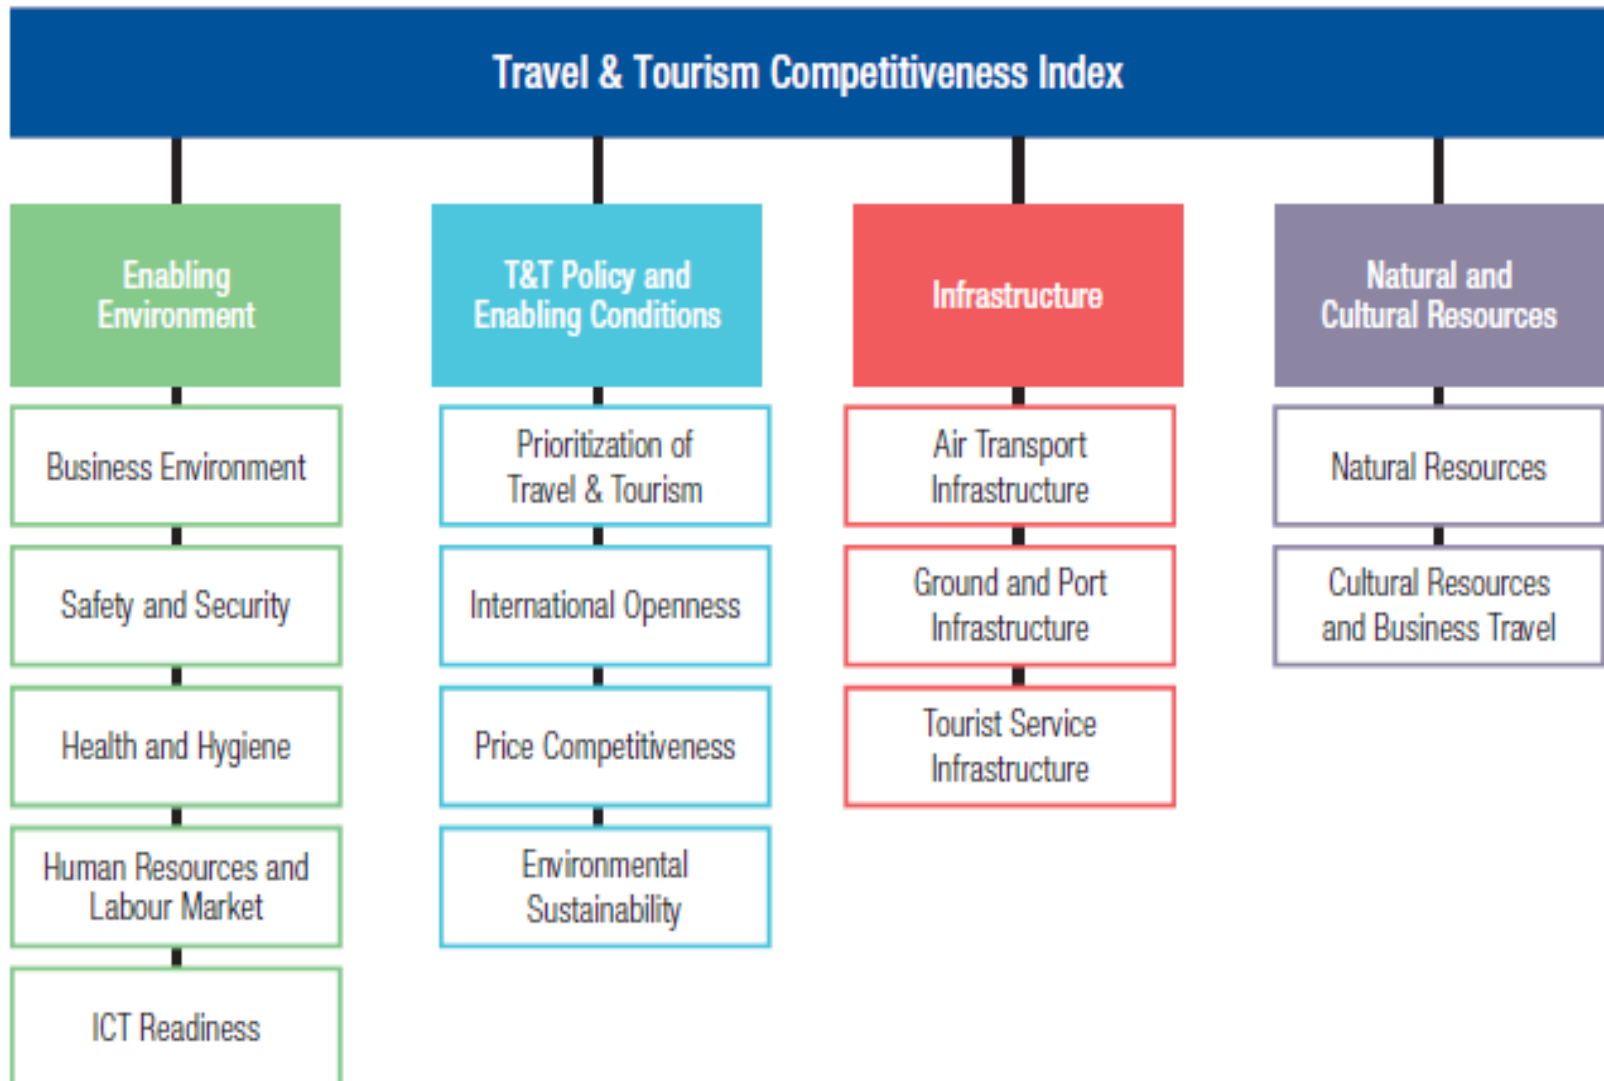 Travel & Tourism Competitiveness Index
Enabling
Environment
Business Environment
Safety and Security
Health and Hygiene
Human Resources and
Labour Market
ICT Readiness
T&T Policy and
Enabling Conditions
Prioritization of
Travel & Tourism
International Openness
Price Competitiveness
Environmental
Sustainability
Infrastructure
Air Transport
Infrastructure
Ground and Port
Infrastructure
Tourist Service
Infrastructure
Natural and
Cultural Resources
Natural Resources
Cultural Resources
and Business Travel